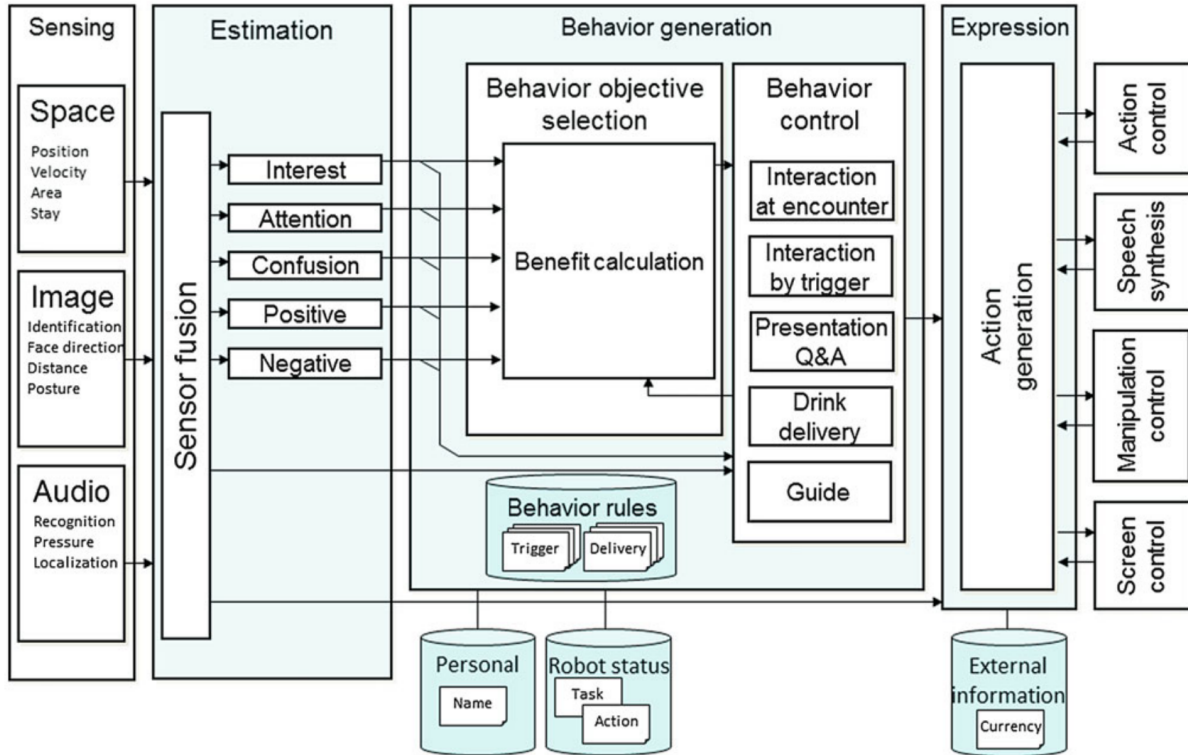 Sensing
Space
Position
Velocity
Area
Stay
Image
Identification
Face direction
Distance
Posture
Audio
Recognition
Pressure
Localization
Estimation
Sensor fusion
Interest
Attention
Confusion
Positive
Negative
Behavior generation
Behavior objective
selection
Benefit calculation
Behavior
control
Interaction
at encounter
Interaction
by trigger
Presentation
Q&A
Drink
delivery
Guide
Behavior rules
Trigger
Delivery
Personal
Name
Robot status
Task
Action
Expression
Action
generation
External
information
Currency
Action
control
Speech
synthesis
Manipulation
control
Screen
control